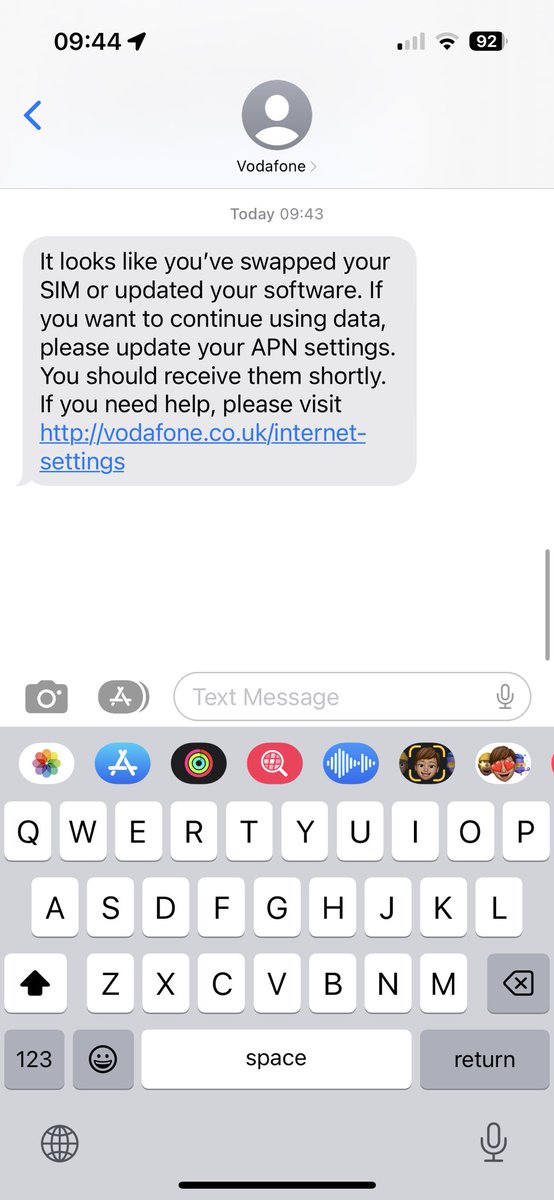 09:44
92
Vodafone
Today 09:43
It looks like you’ve swapped your
SIM or updated your software. If
you want to continue using data,
please update your APN settings.
You should receive them shortly.
If you need help, please visit
http://vodafone.co.uk/internet-
settings
Text Message
Q W E R T Y U I O P
A S D F G H J K L
Z X C V B N M
123 space return